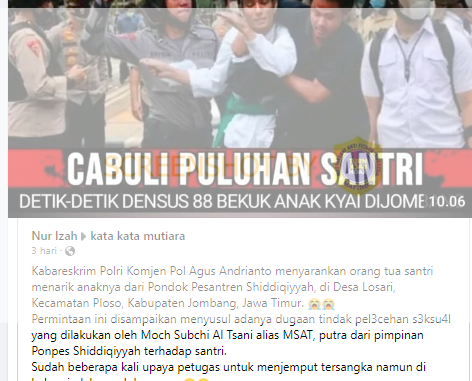 CABULI PULUHAN SANTRI
DETIK-DETIK DENSUS 88 BEKUK ANAK KYAI DIJOME
10.06
Nur Izah ▸ kata kata mutiara
3 hari ·
Kabareskrim Polri Komjen Pol Agus Andrianto menyarankan orang tua santri
menarik anaknya dari Pondok Pesantren Shiddiqiyyah, di Desa Losari,
Kecamatan Ploso, Kabupaten Jombang, Jawa Timur. 😭😭
Permintaan ini disampaikan menyusul adanya dugaan tindak pel3cehan s3ksu4l
yang dilakukan oleh Moch Subchi Al Tsani alias MSAT, putra dari pimpinan
Ponpes Shiddiqiyyah terhadap santri.
Sudah beberapa kali upaya petugas untuk menjemput tersangka namun di